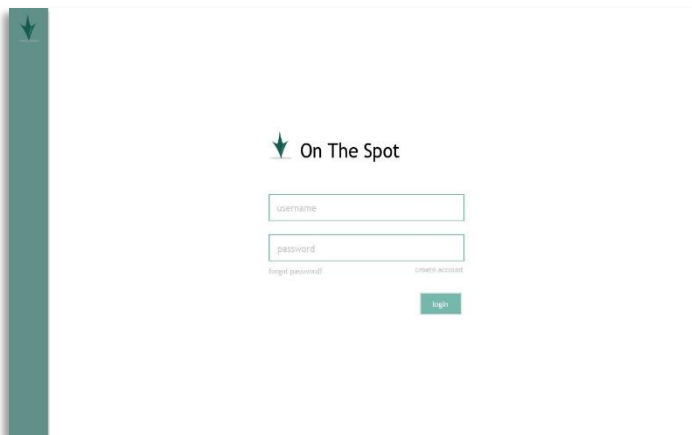 On The Spot
username
password
forgot password?
create account
login